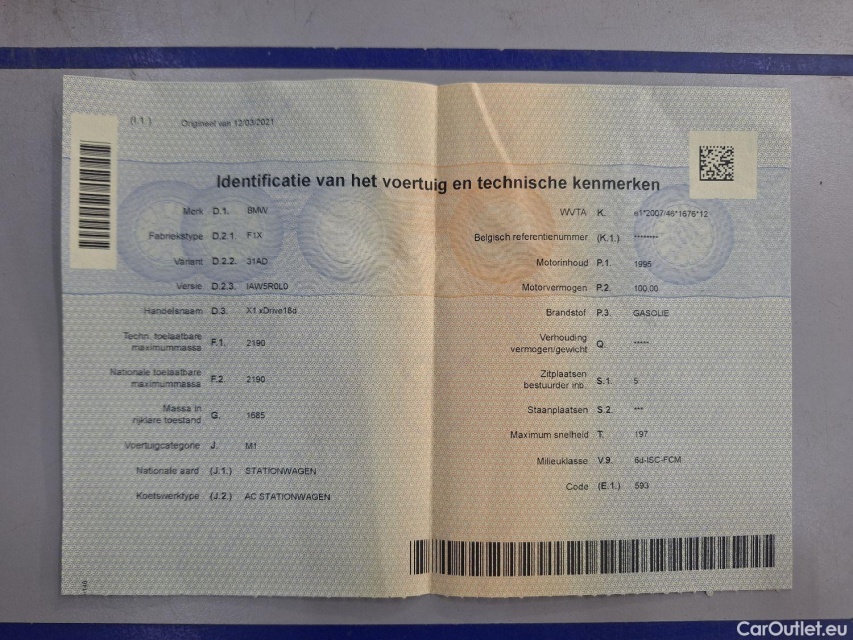 (I.1.) Origineel van 12/03/2021
Identificatie van het voertuig en technische kenmerken
Merk D.1. BMW
Fabriekstype D.2.1. F1X
Variant D.2.2. 31AD
Versie D.2.3. IAW5R0L0
Handelsnaam D.3. X1 xDrive18d
Techn. toelaatbare
maximummassa F.1. 2190
Nationale toelaatbare
maximummassa F.2. 2190
Massa in
rijklare toestand G. 1685
Voertuigcategorie J. M1
Nationale aard (J.1.) STATIONWAGEN
Koetswerktype (J.2.) AC STATIONWAGEN
WVTA K. e1*2007/46*1676*12
Belgisch referentienummer (K.1.) ********
Motorinhoud P.1. 1995
Motorvermogen P.2. 100.00
Brandstof P.3. GASOLIE
Verhouding
vermogen/gewicht Q. *****
Zitplaatsen
bestuurder inb. S.1. 5
Staanplaatsen S.2. ***
Maximum snelheid T. 197
Milieuklasse V.9. 6d-ISC-FCM
Code (E.1.) 593
CarOutlet.eu